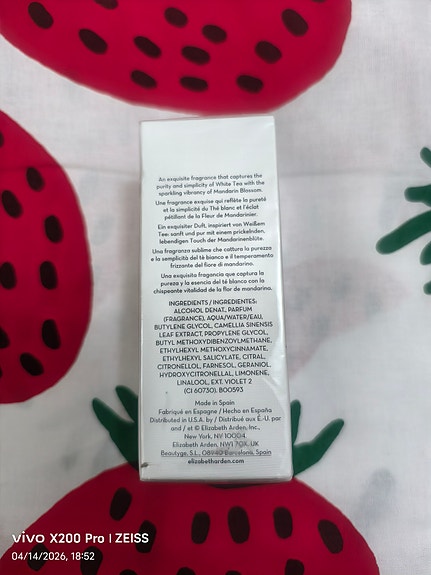 An exquisite fragrance that captures the
purity and simplicity of White Tea with the
sparkling vibrancy of Mandarin Blossom.
Una fragrance exquise qui reflète la pureté
et la simplicité du Thé blanc et l'éclat
pétillant de la Fleur de Mandarinier.
Ein exquisiter Duft, inspiriert von Weißem
Tee: sanft und pur mit einem prickelnden,
lebendigen Touch der Mandarinenblüte.
Una fragranza sublime che cattura la purezza
e la semplicità del tè bianco e il temperamento
frizzante del fiore di mandarino.
Una exquisita fragancia que captura la
pureza y la esencia del té blanco con la
chispeante vitalidad de la flor de mandarina.
INGREDIENTS / INGRÉDIENTES:
ALCOHOL DENAT, PARFUM
(FRAGRANCE), AQUA/WATER/EAU,
BUTYLENE GLYCOL, CAMELLIA SINENSIS
LEAF EXTRACT, PROPYLENE GLYCOL,
BUTYL METHOXYDIBENZOYLMETHANE,
ETHYLHEXYL METHOXYCINNAMATE,
ETHYLHEXYL SALICYLATE, CITRAL,
CITRONELLOL, FARNESOL, GERANIOL,
HYDROXYCITRONELLAL, LIMONENE,
LINALOOL, EXT. VIOLET 2
(CI 60730). B00593
Made in Spain
Fabriqué en Espagne / Hecho en España
Distributed in U.S.A. by / Distribué aux É.-U. par
and / et © Elizabeth Arden, Inc.,
New York, NY 10004
Elizabeth Arden, NW1 7QX, UK
Beautyge, S.L., 08940 Barcelona, Spain
elizabetharden.com
vivo X200 Pro | ZEISS
04/14/2026, 18:52